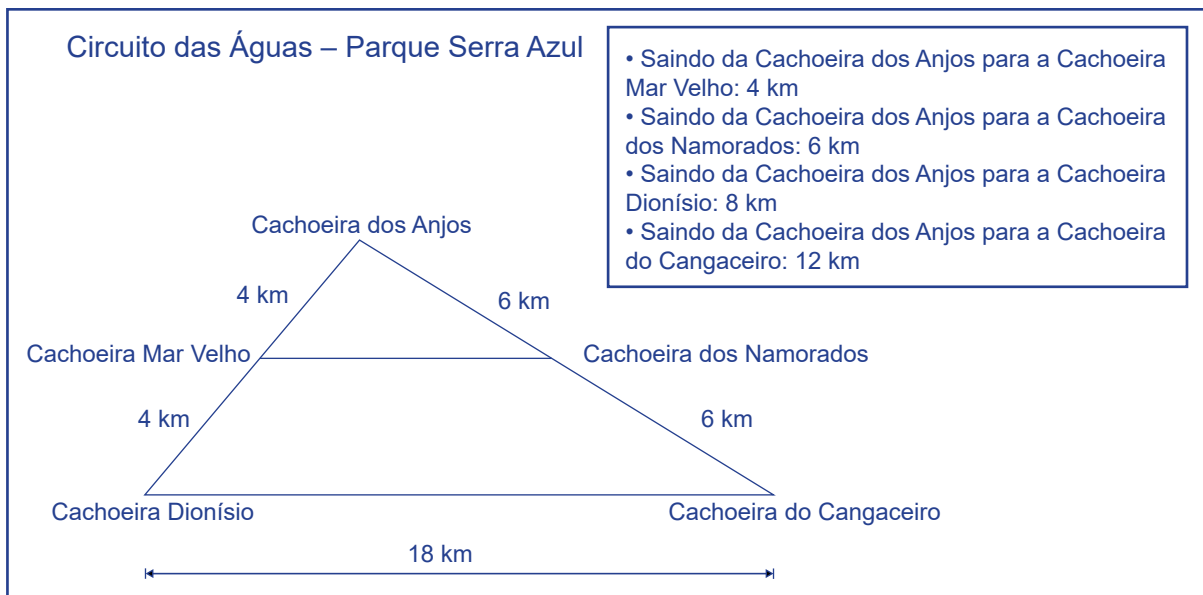 Circuito das Águas – Parque Serra Azul
• Saindo da Cachoeira dos Anjos para a Cachoeira
Mar Velho: 4 km
• Saindo da Cachoeira dos Anjos para a Cachoeira
dos Namorados: 6 km
• Saindo da Cachoeira dos Anjos para a Cachoeira
Dionísio: 8 km
• Saindo da Cachoeira dos Anjos para a Cachoeira
do Cangaceiro: 12 km
Cachoeira dos Anjos
4 km
6 km
Cachoeira Mar Velho
Cachoeira dos Namorados
4 km
6 km
Cachoeira Dionísio
Cachoeira do Cangaceiro
18 km